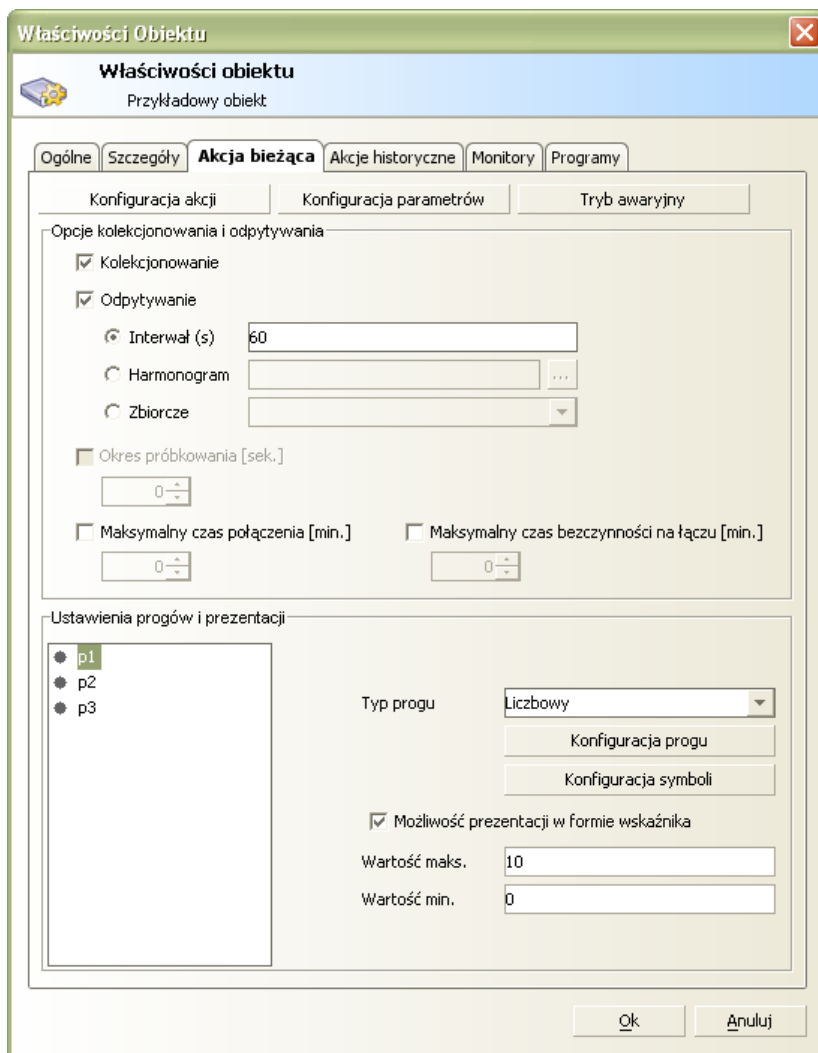 Właściwości Obiektu
Właściwości obiektu
Przykładowy obiekt
Ogólne Szczegóły Akcja bieżąca Akcje historyczne Monitory Programy
Konfiguracja akcji Konfiguracja parametrów Tryb awaryjny
Opcje kolekcjonowania i odpytywania
Kolekcjonowanie
Odpytywanie
Interwał (s) 60
Harmonogram ...
Zbiorcze
Okres próbkowania [sek.]
0
Maksymalny czas połączenia [min.] Maksymalny czas bezczynności na łączu [min.]
0 0
Ustawienia progów i prezentacji
p1
p2
p3
Typ progu Liczbowy
Konfiguracja progu
Konfiguracja symboli
Możliwość prezentacji w formie wskaźnika
Wartość maks. 10
Wartość min. 0
Ok Anuluj